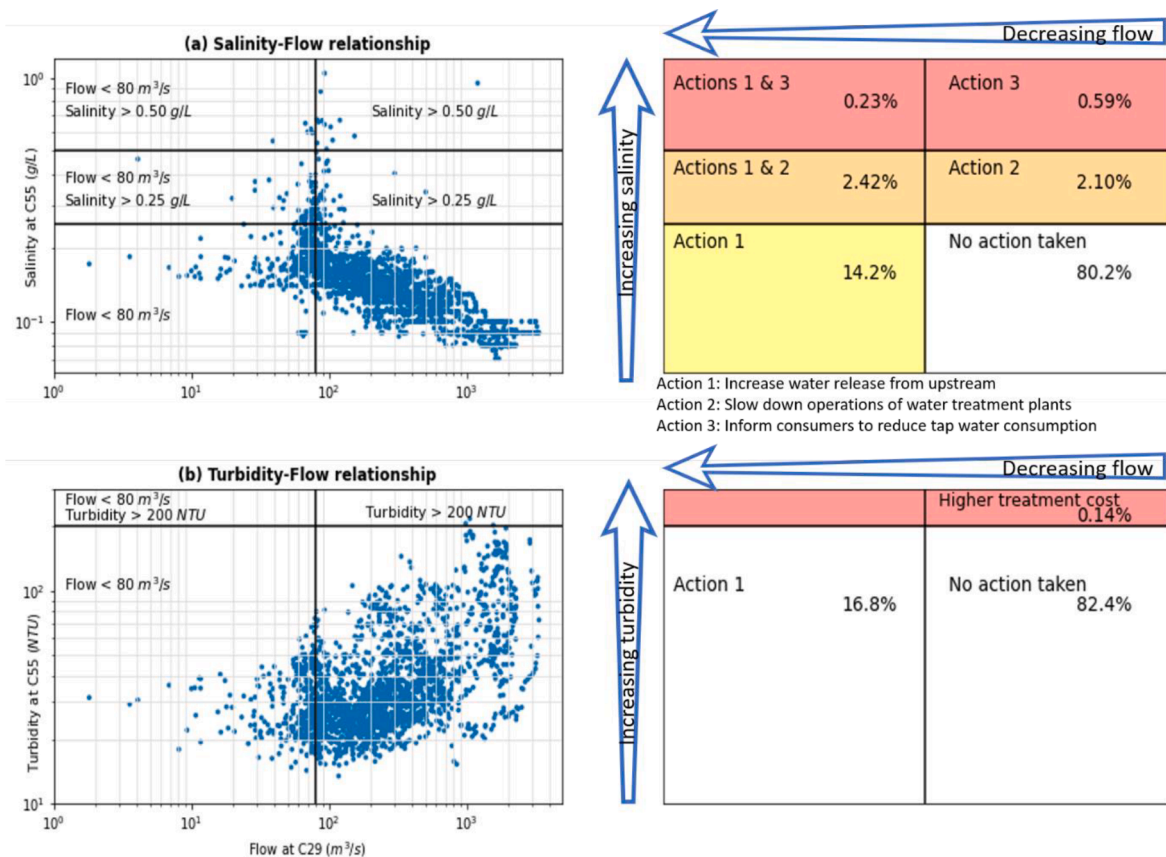 (a) Salinity-Flow relationship
Decreasing flow
10⁰
Flow < 80 m³/s
Salinity > 0.50 g/L
Salinity > 0.50 g/L
Flow < 80 m³/s
Salinity > 0.25 g/L
Salinity > 0.25 g/L
Flow < 80 m³/s
10⁻¹
Salinity at C55 (g/L)
10⁰
10¹
10²
10³
Increasing salinity
Actions 1 & 3
0.23%
Action 3
0.59%
Actions 1 & 2
2.42%
Action 2
2.10%
Action 1
14.2%
No action taken
80.2%
Action 1: Increase water release from upstream
Action 2: Slow down operations of water treatment plants
Action 3: Inform consumers to reduce tap water consumption
(b) Turbidity-Flow relationship
Decreasing flow
Flow < 80 m³/s
Turbidity > 200 NTU
Turbidity > 200 NTU
Flow < 80 m³/s
10²
10¹
Turbidity at C55 (NTU)
10⁰
10¹
10²
10³
Flow at C29 (m³/s)
Increasing turbidity
Higher treatment cost
0.14%
Action 1
16.8%
No action taken
82.4%